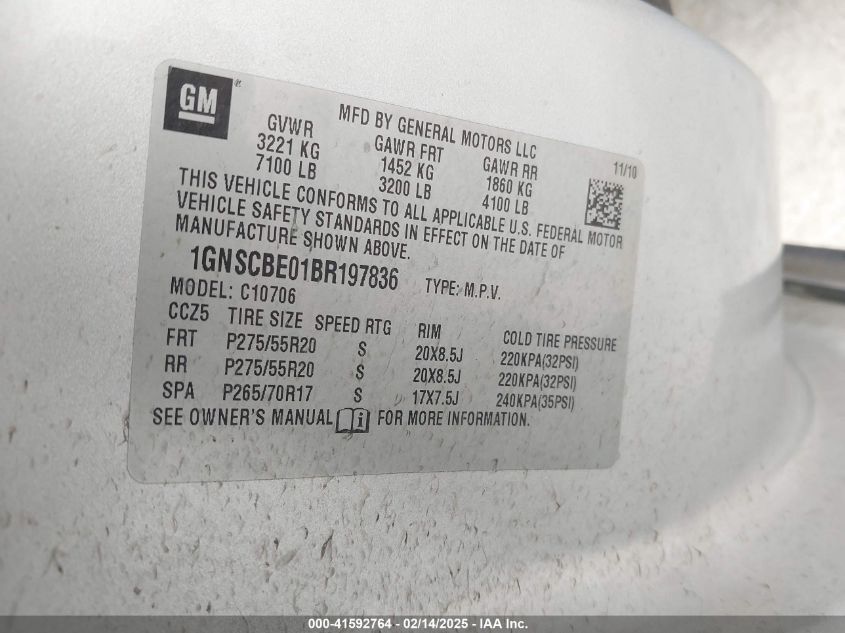 GM
MFD BY GENERAL MOTORS LLC
11/10
GVWR GAWR FRT GAWR RR
3221 KG 1452 KG 1860 KG
7100 LB 3200 LB 4100 LB
THIS VEHICLE CONFORMS TO ALL APPLICABLE U.S. FEDERAL MOTOR
VEHICLE SAFETY STANDARDS IN EFFECT ON THE DATE OF
MANUFACTURE SHOWN ABOVE.
1GNSCBE01BR197836 TYPE: M.P.V.
MODEL: C10706
CCZ5 TIRE SIZE SPEED RTG RIM COLD TIRE PRESSURE
FRT P275/55R20 S 20X8.5J 220KPA(32PSI)
RR P275/55R20 S 20X8.5J 220KPA(32PSI)
SPA P265/70R17 S 17X7.5J 240KPA(35PSI)
SEE OWNER'S MANUAL FOR MORE INFORMATION.
000-41592764 - 02/14/2025 - IAA Inc.